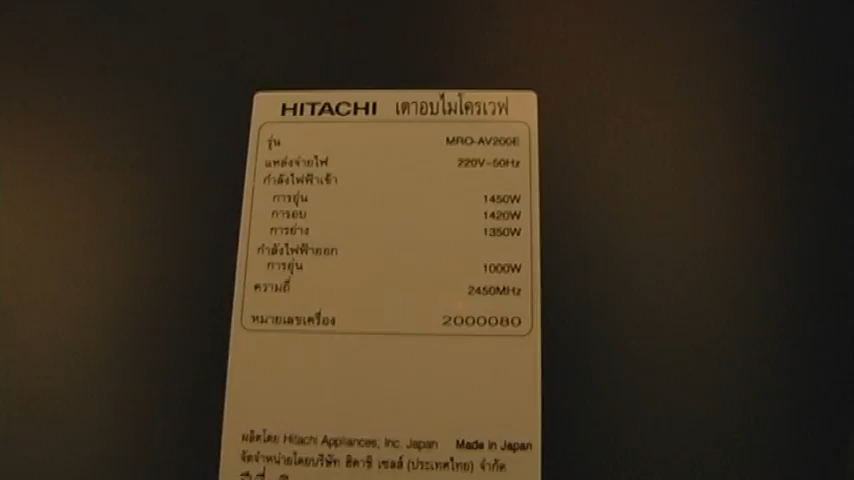 HITACHI เตาอบไมโครเวฟ
รุ่น MRO-AV200E
แหล่งจ่ายไฟ 220V~50Hz
กำลังไฟฟ้าเข้า
การอุ่น 1450W
การอบ 1420W
การย่าง 1350W
กำลังไฟฟ้าออก
การอุ่น 1000W
ความถี่ 2450MHz
หมายเลขเครื่อง 2000080
ผลิตโดย Hitachi Appliances, Inc. Japan Made in Japan
จัดจำหน่ายโดยบริษัท ฮิตาชิ เซลส์ (ประเทศไทย) จำกัด